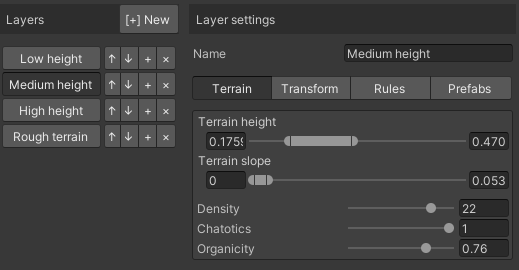 Layers
[+] New
Low height ↑ ↓ + ×
Medium height ↑ ↓ + ×
High height ↑ ↓ + ×
Rough terrain ↑ ↓ + ×
Layer settings
Name Medium height
Terrain Transform Rules Prefabs
Terrain height
0.175 0.470
Terrain slope
0 0.053
Density 22
Chatotics 1
Organicity 0.76